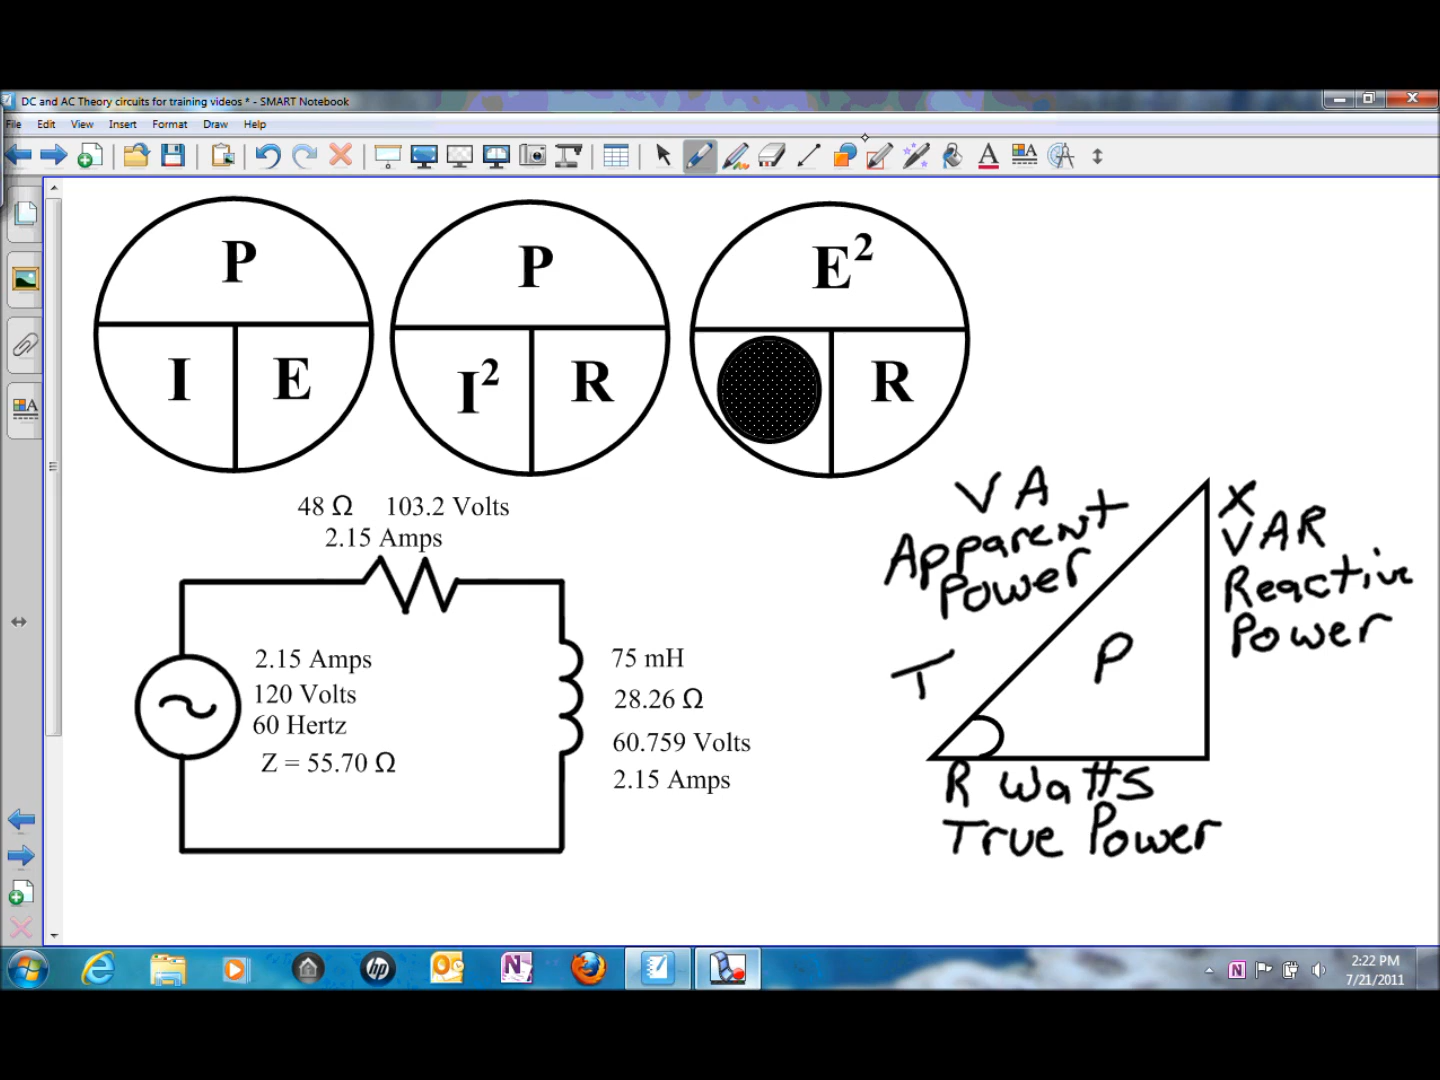 DC and AC Theory circuits for training videos * - SMART Notebook
File Edit View Insert Format Draw Help
P
I E
P
I² R
E²
R
48 Ω 103.2 Volts
2.15 Amps
2.15 Amps
120 Volts
60 Hertz
Z = 55.70 Ω
75 mH
28.26 Ω
60.759 Volts
2.15 Amps
VA
Apparent
Power
T
P
X
VAR
Reactive
Power
R Watts
True Power
2:22 PM
7/21/2011